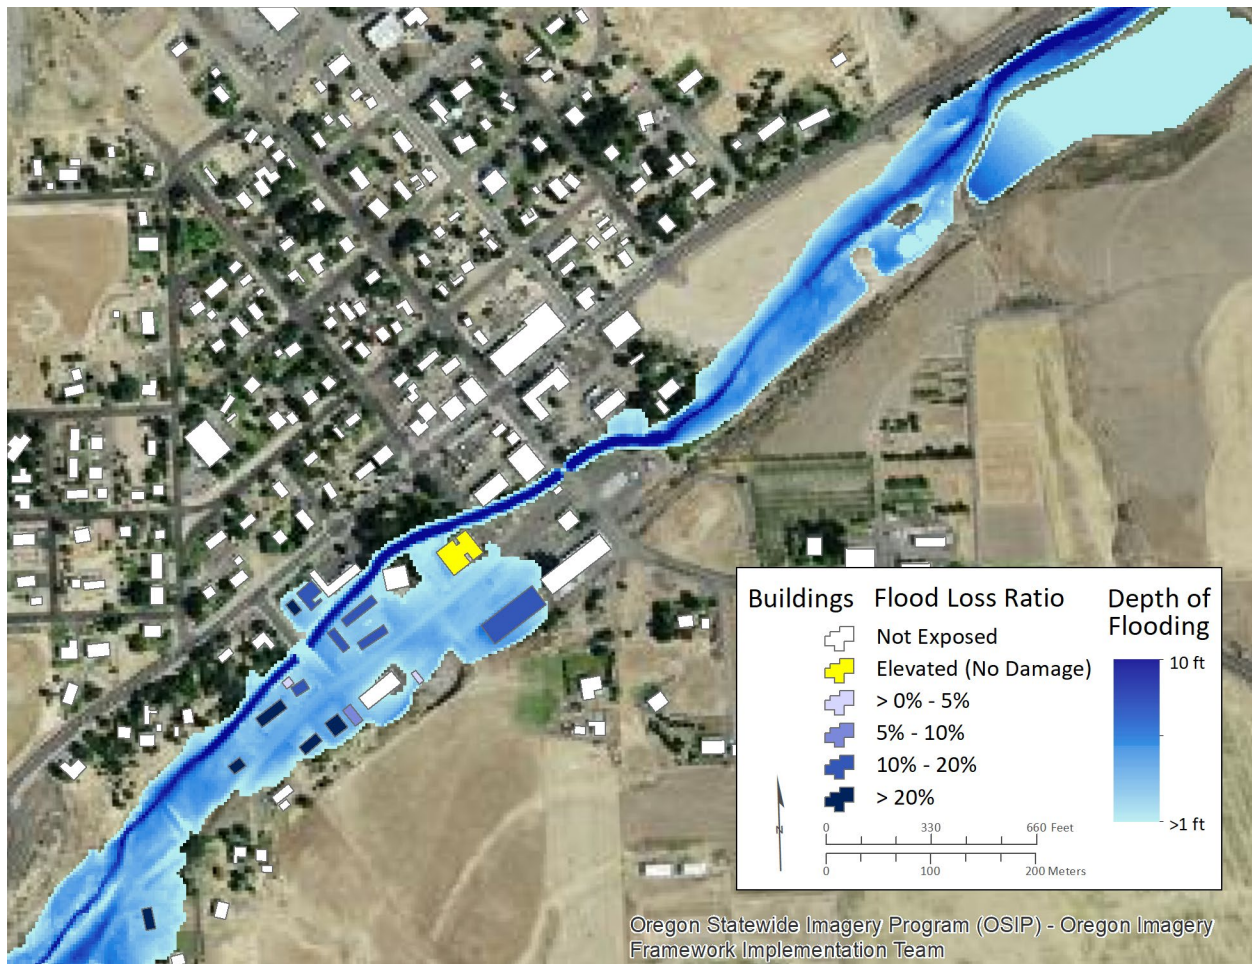 Buildings Flood Loss Ratio
Depth of
Flooding
Not Exposed
Elevated (No Damage)
> 0% - 5%
5% - 10%
10% - 20%
> 20%
10 ft
>1 ft
N
0 330 660 Feet
0 100 200 Meters
Oregon Statewide Imagery Program (OSIP) - Oregon Imagery
Framework Implementation Team